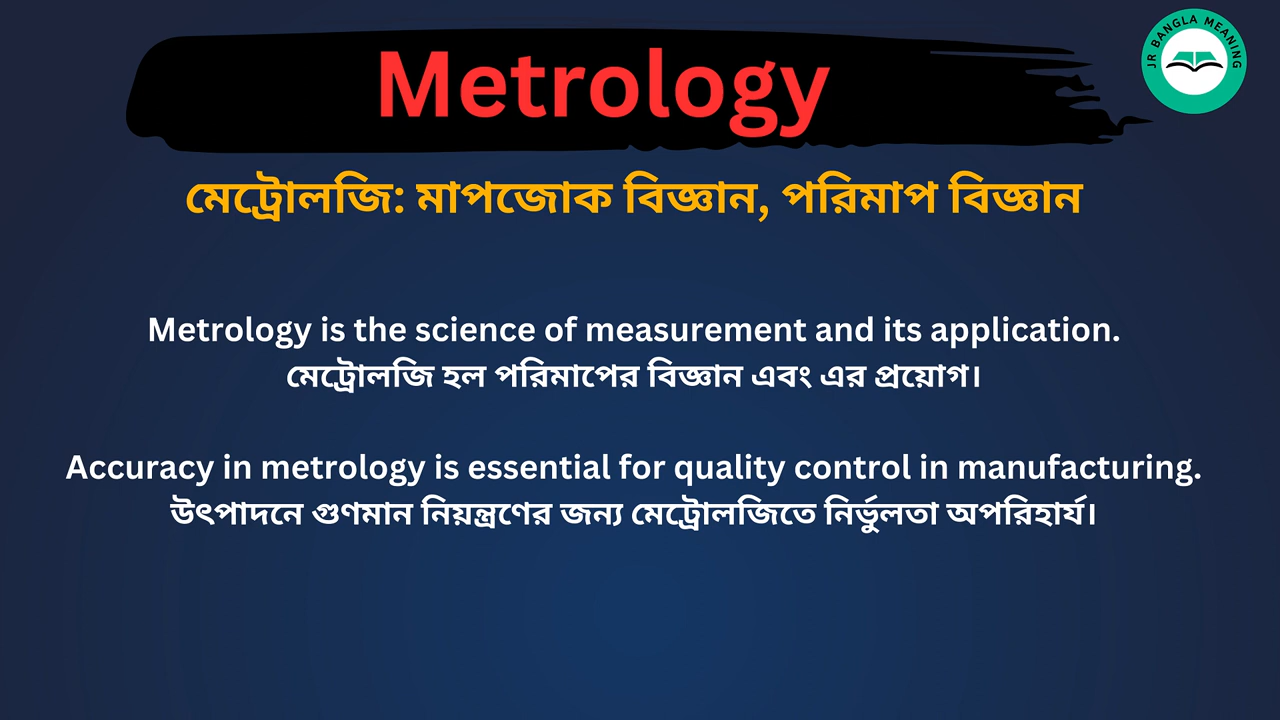 Metrology
JR BANGLA MEANING
মেট্রোলজি: মাপজোক বিজ্ঞান, পরিমাপ বিজ্ঞান
Metrology is the science of measurement and its application.
মেট্রোলজি হল পরিমাপের বিজ্ঞান এবং এর প্রয়োগ।
Accuracy in metrology is essential for quality control in manufacturing.
উৎপাদনে গুণমান নিয়ন্ত্রণের জন্য মেট্রোলজিতে নির্ভুলতা অপরিহার্য।